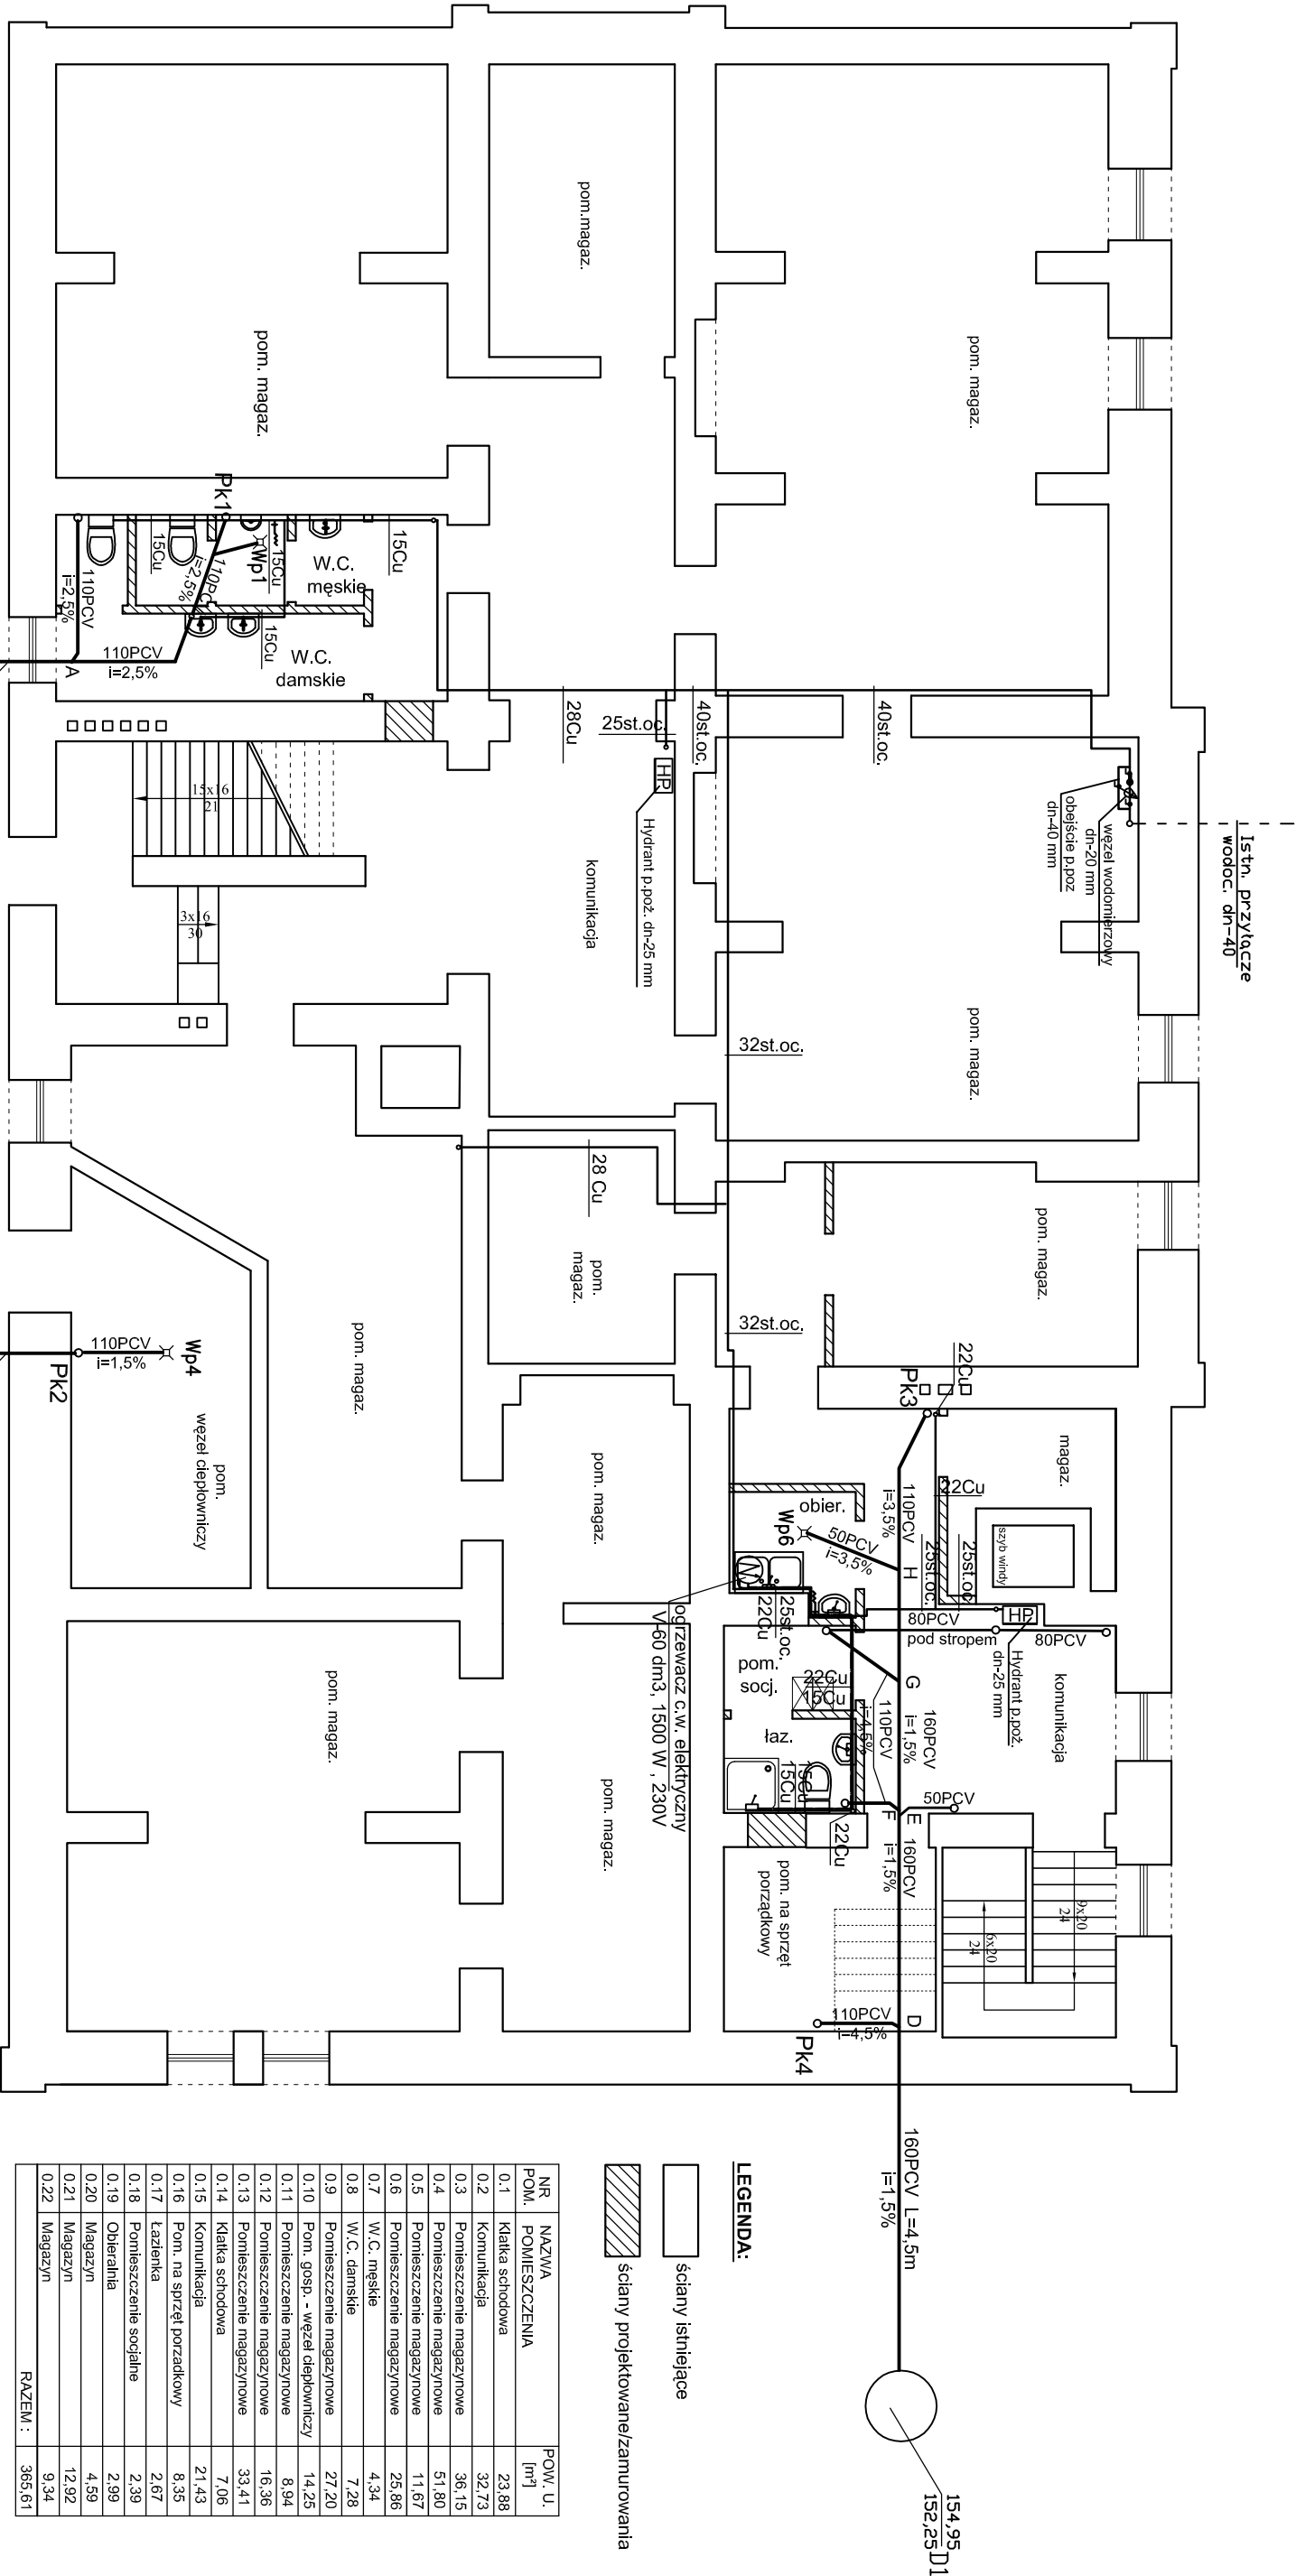 Istn. przyłącze
wodoc. dn-40
węzeł wodomierzowy
dn-20 mm
obejście p.poz
dn-40 mm
pom. magaz.
pom.magaz.
pom. magaz.
40st.oc.
40st.oc.
25st.oc.
28Cu
HP
Hydrant p.poż. dn-25 mm
komunikacja
pom. magaz.
32st.oc.
Pk1
15Cu
W.C.
męskie
15Cu
Wp1
15Cu
110PCV
i=2,5%
15Cu
W.C.
damskie
110PCV
i=2,5%
110PCV
i=2,5%
A
15x16
21
3x16
30
28 Cu
pom.
magaz.
pom. magaz.
32st.oc.
pom. magaz.
Wp4
110PCV
i=1,5%
Pk2
pom.
węzeł ciepłowniczy
22Cu
Pk3
magaz.
22Cu
szyb windy
110PCV
i=3,5%
25st.oc.
25st.oc.
H
obier.
Wp6
50PCV
i=3,5%
80PCV
pod stropem
80PCV
HP
Hydrant p.poż.
dn-25 mm
komunikacja
25st.oc.
22Cu
ogrzewacz c.w. elektryczny
V-60 dm3, 1500 W , 230V
pom.
socj.
22Cu
15Cu
G
110PCV
i=4,5%
160PCV
i=1,5%
łaz.
15Cu
15Cu
50PCV
E
F
22Cu
160PCV
i=1,5%
pom. na sprzęt
porządkowy
9x20
24
6x20
24
D
110PCV
i=4,5%
Pk4
pom. magaz.
pom. magaz.
pom. magaz.
160PCV L=4,5m
i=1,5%
154,95
152,25
D1
LEGENDA:
ściany istniejące
ściany projektowane/zamurowania
NR POM. NAZWA POMIESZCZENIA POW. U. [m²]
0.1 Klatka schodowa 23,88
0.2 Komunikacja 32,73
0.3 Pomieszczenie magazynowe 36,15
0.4 Pomieszczenie magazynowe 51,80
0.5 Pomieszczenie magazynowe 11,67
0.6 Pomieszczenie magazynowe 25,86
0.7 W.C. męskie 4,34
0.8 W.C. damskie 7,28
0.9 Pomieszczenie magazynowe 27,20
0.10 Pom. gosp. - węzeł ciepłowniczy 14,25
0.11 Pomieszczenie magazynowe 8,94
0.12 Pomieszczenie magazynowe 16,36
0.13 Pomieszczenie magazynowe 33,41
0.14 Klatka schodowa 7,06
0.15 Komunikacja 21,43
0.16 Pom. na sprzęt porzadkowy 8,35
0.17 Łazienka 2,67
0.18 Pomieszczenie socjalne 2,39
0.19 Obieralnia 2,99
0.20 Magazyn 4,59
0.21 Magazyn 12,92
0.22 Magazyn 9,34
RAZEM : 365,61